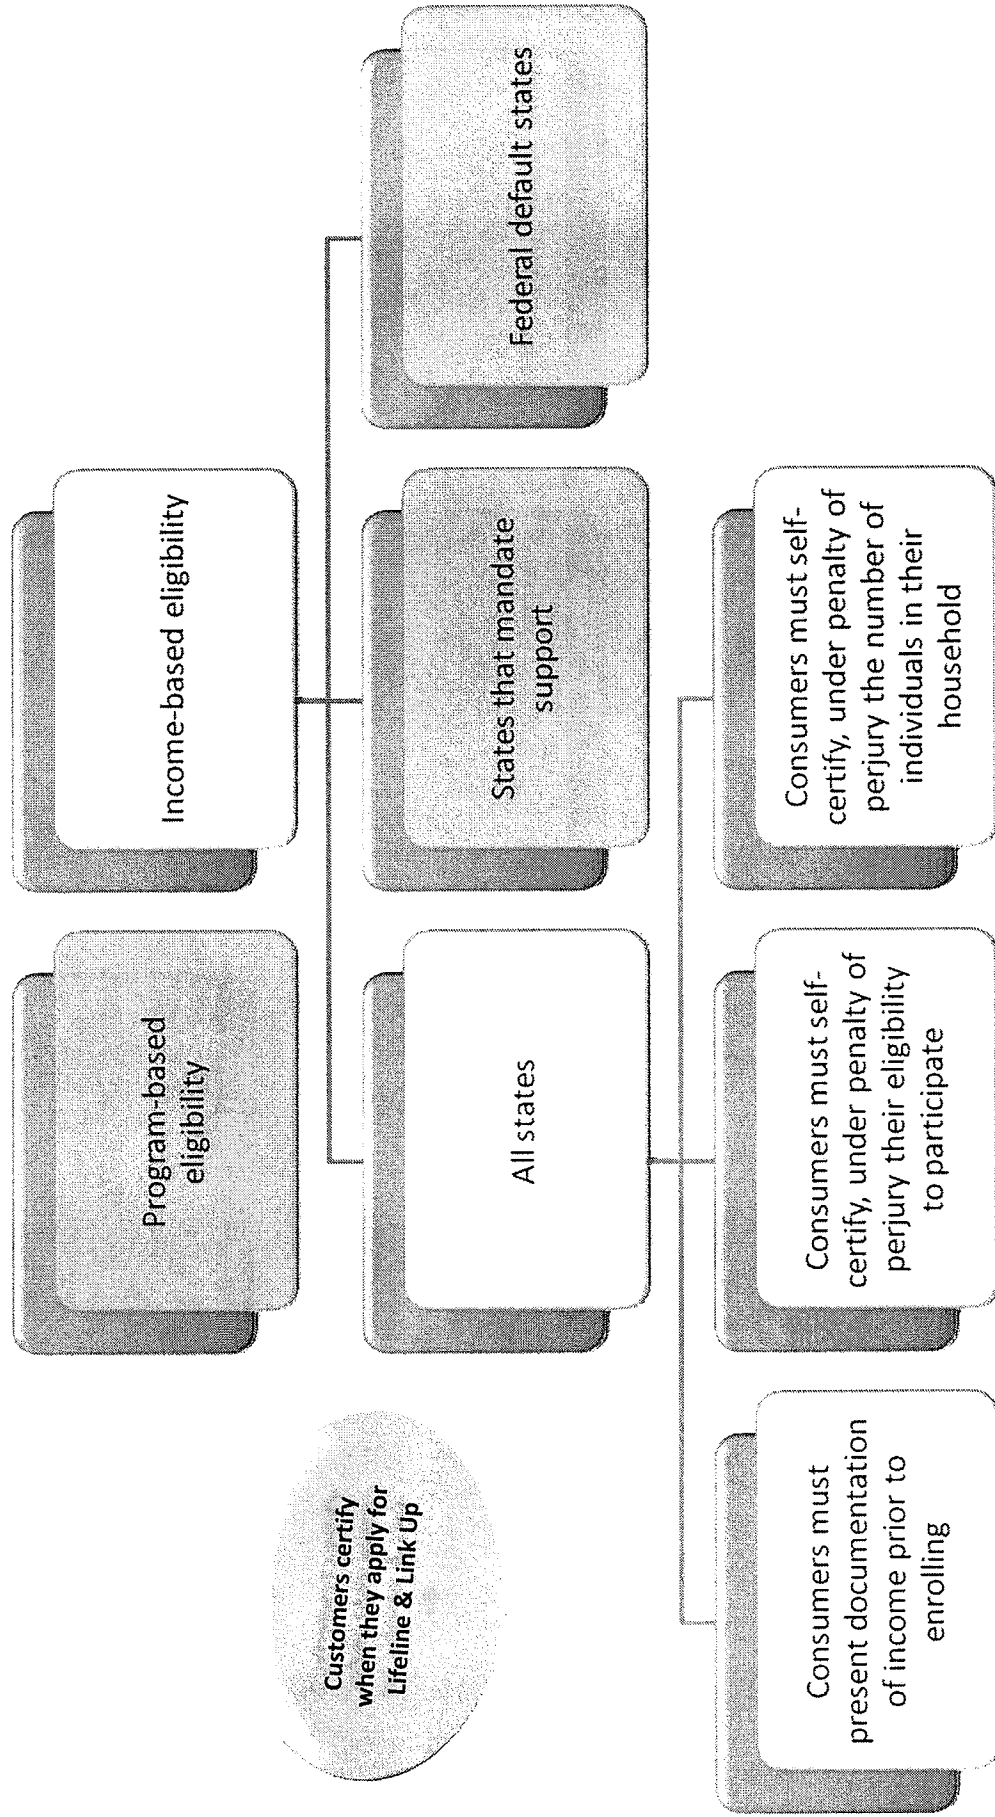 Program-based
eligibility
Income-based eligibility
Customers certify
when they apply for
Lifeline & Link Up
All states
States that mandate
support
Federal default states
Consumers must
present documentation
of income prior to
enrolling
Consumers must self-
certify, under penalty of
perjury their eligibility
to participate
Consumers must self-
certify, under penalty of
perjury the number of
individuals in their
household